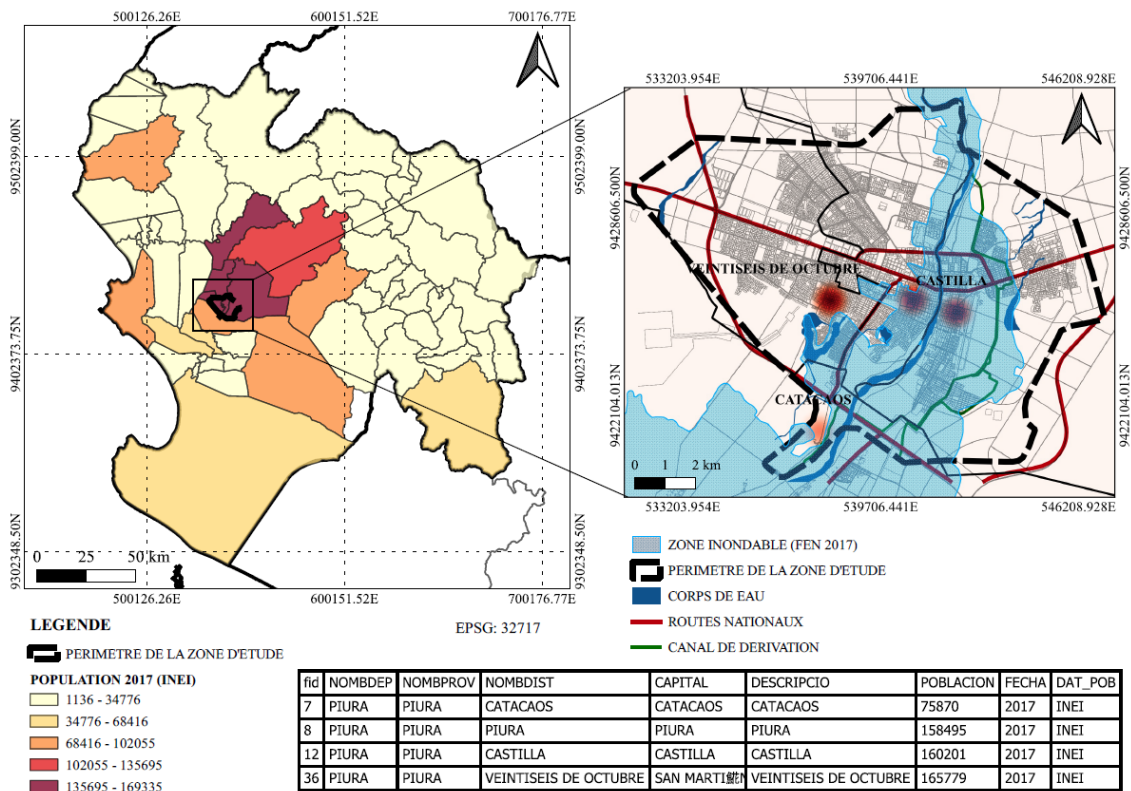 500126.26E 600151.52E 700176.77E
9502399.00N
9402373.75N
9302348.50N
9502399.00N
9402373.75N
9302348.50N
0 25 50 km
500126.26E 600151.52E 700176.77E
533203.954E 539706.441E 546208.928E
9428606.500N
9422104.013N
9428606.500N
9422104.013N
VEINTISEIS DE OCTUBRE
CASTILLA
CATACAOS
0 1 2 km
533203.954E 539706.441E 546208.928E
ZONE INONDABLE (FEN 2017)
PERIMETRE DE LA ZONE D'ETUDE
CORPS DE EAU
ROUTES NATIONAUX
CANAL DE DERIVATION
LEGENDE
EPSG: 32717
PERIMETRE DE LA ZONE D'ETUDE
POPULATION 2017 (INEI)
1136 - 34776
34776 - 68416
68416 - 102055
102055 - 135695
135695 - 169335
fid NOMBDEP NOMBPROV NOMBDIST CAPITAL DESCRIPCIO POBLACION FECHA DAT_POB
7 PIURA PIURA CATACAOS CATACAOS CATACAOS 75870 2017 INEI
8 PIURA PIURA PIURA PIURA PIURA 158495 2017 INEI
12 PIURA PIURA CASTILLA CASTILLA CASTILLA 160201 2017 INEI
36 PIURA PIURA VEINTISEIS DE OCTUBRE SAN VEINTISEIS DE OCTUBRE 165779 2017 INEI